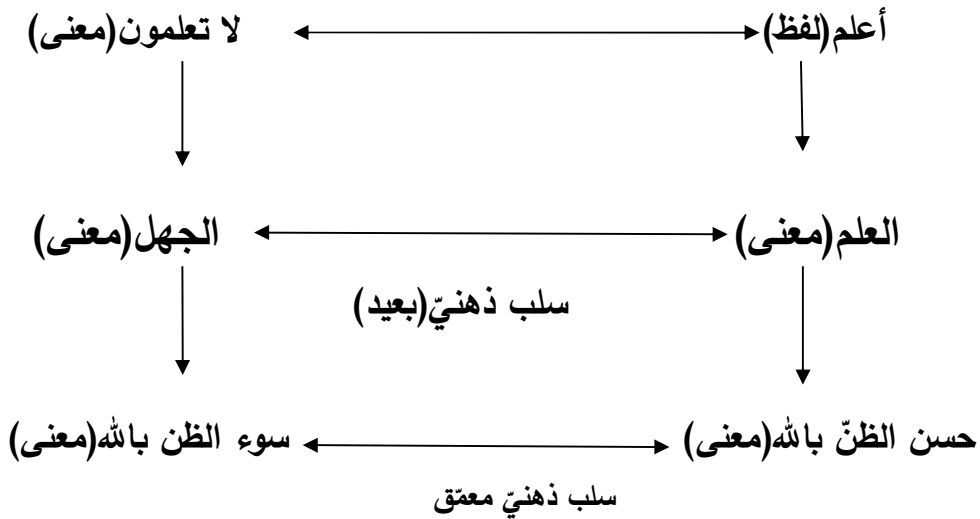 أعلم(لفظ) لا تعلمون(معنى)
العلم(معنى) الجهل(معنى)
سلب ذهنيّ(بعيد)
حسن الظنّ بالله(معنى) سوء الظن بالله(معنى)
سلب ذهنيّ معمّق